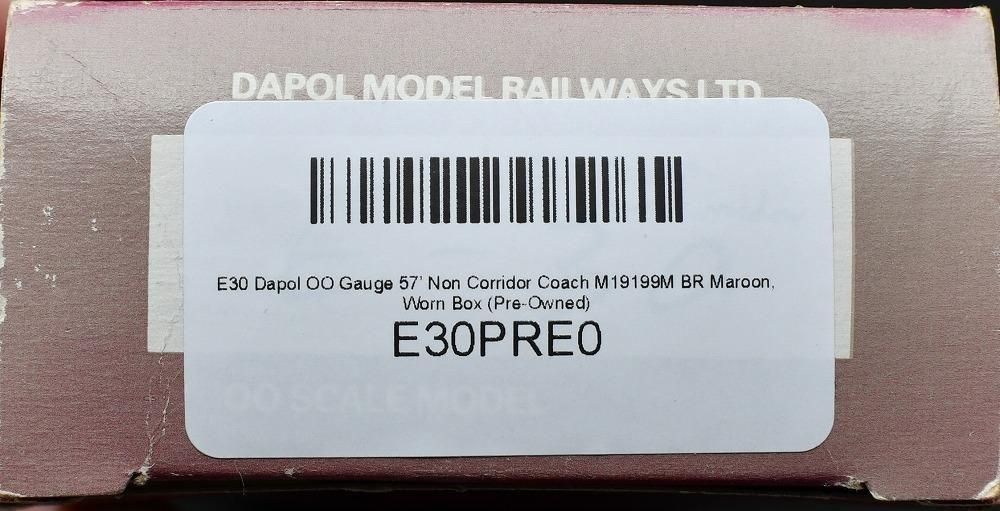 DAPOL MODEL RAILWAYS LTD
E30 Dapol OO Gauge 57' Non Corridor Coach M19199M BR Maroon,
Worn Box (Pre-Owned)
E30PRE0
OO SCALE MODEL